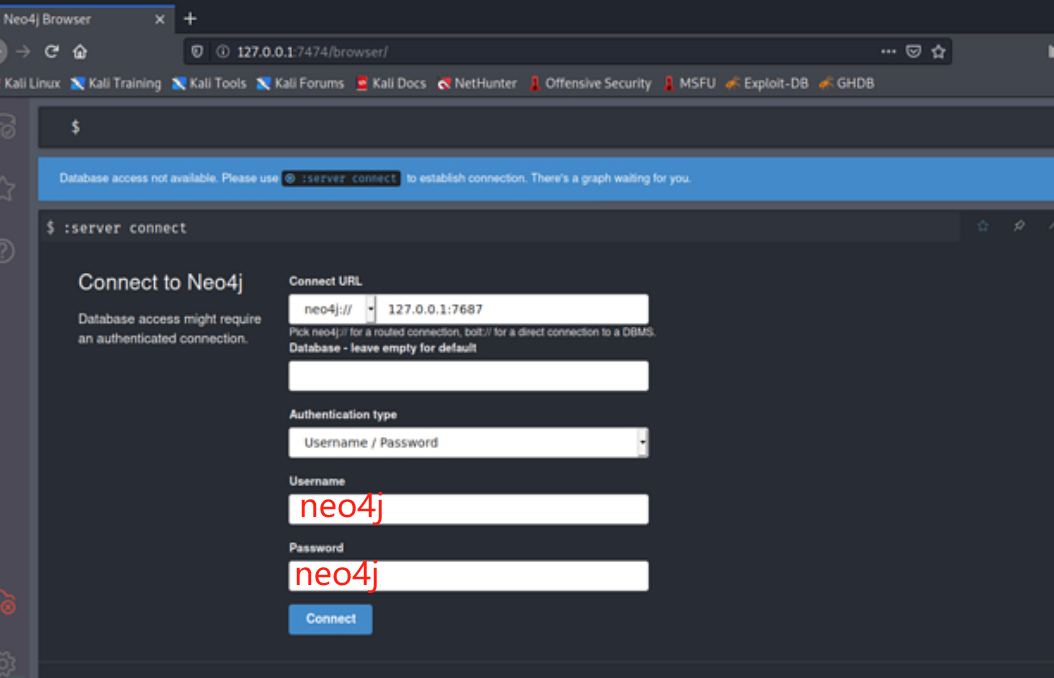 Neo4j Browser
127.0.0.1:7474/browser/
Kali Linux Kali Training Kali Tools Kali Forums Kali Docs NetHunter Offensive Security MSFU Exploit-DB GHDB
$
Database access not available. Please use :server connect to establish connection. There's a graph waiting for you.
$ :server connect
Connect to Neo4j
Database access might require
an authenticated connection.
Connect URL
neo4j:// 127.0.0.1:7687
Pick neo4j:// for a routed connection, bolt:// for a direct connection to a DBMS.
Database - leave empty for default
Authentication type
Username / Password
Username
neo4j
Password
neo4j
Connect